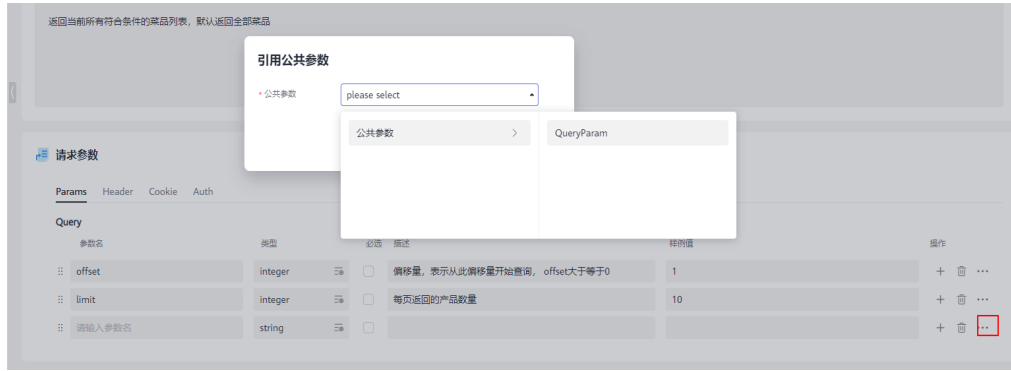 返回当前所有符合条件的菜品列表，默认返回全部菜品
引用公共参数
* 公共参数 please select
公共参数 QueryParam
请求参数
Params Header Cookie Auth
Query
参数名 类型 必选 描述 样例值 操作
offset integer 偏移量，表示从此偏移量开始查询， offset大于等于0 1
limit integer 每页返回的产品数量 10
请输入参数名 string